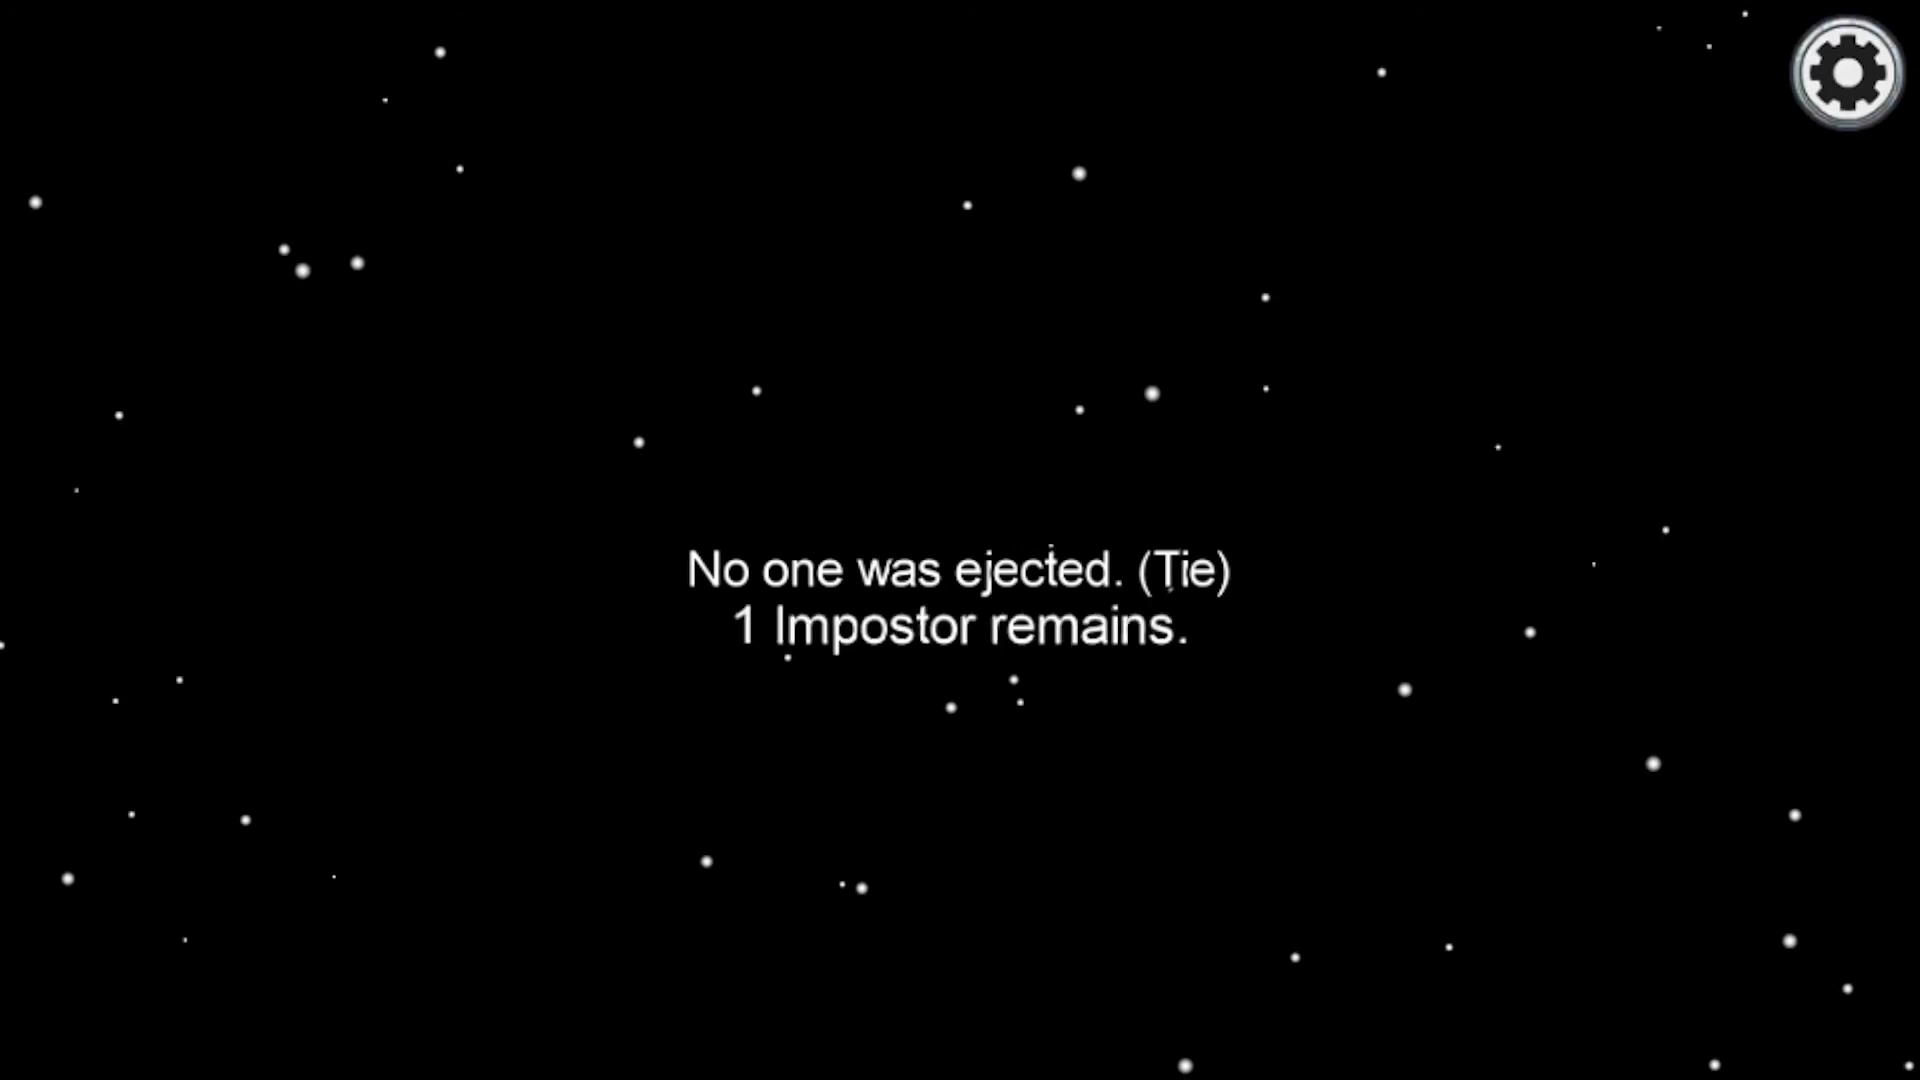 No one was ejected. (Tie)
1 Impostor remains.